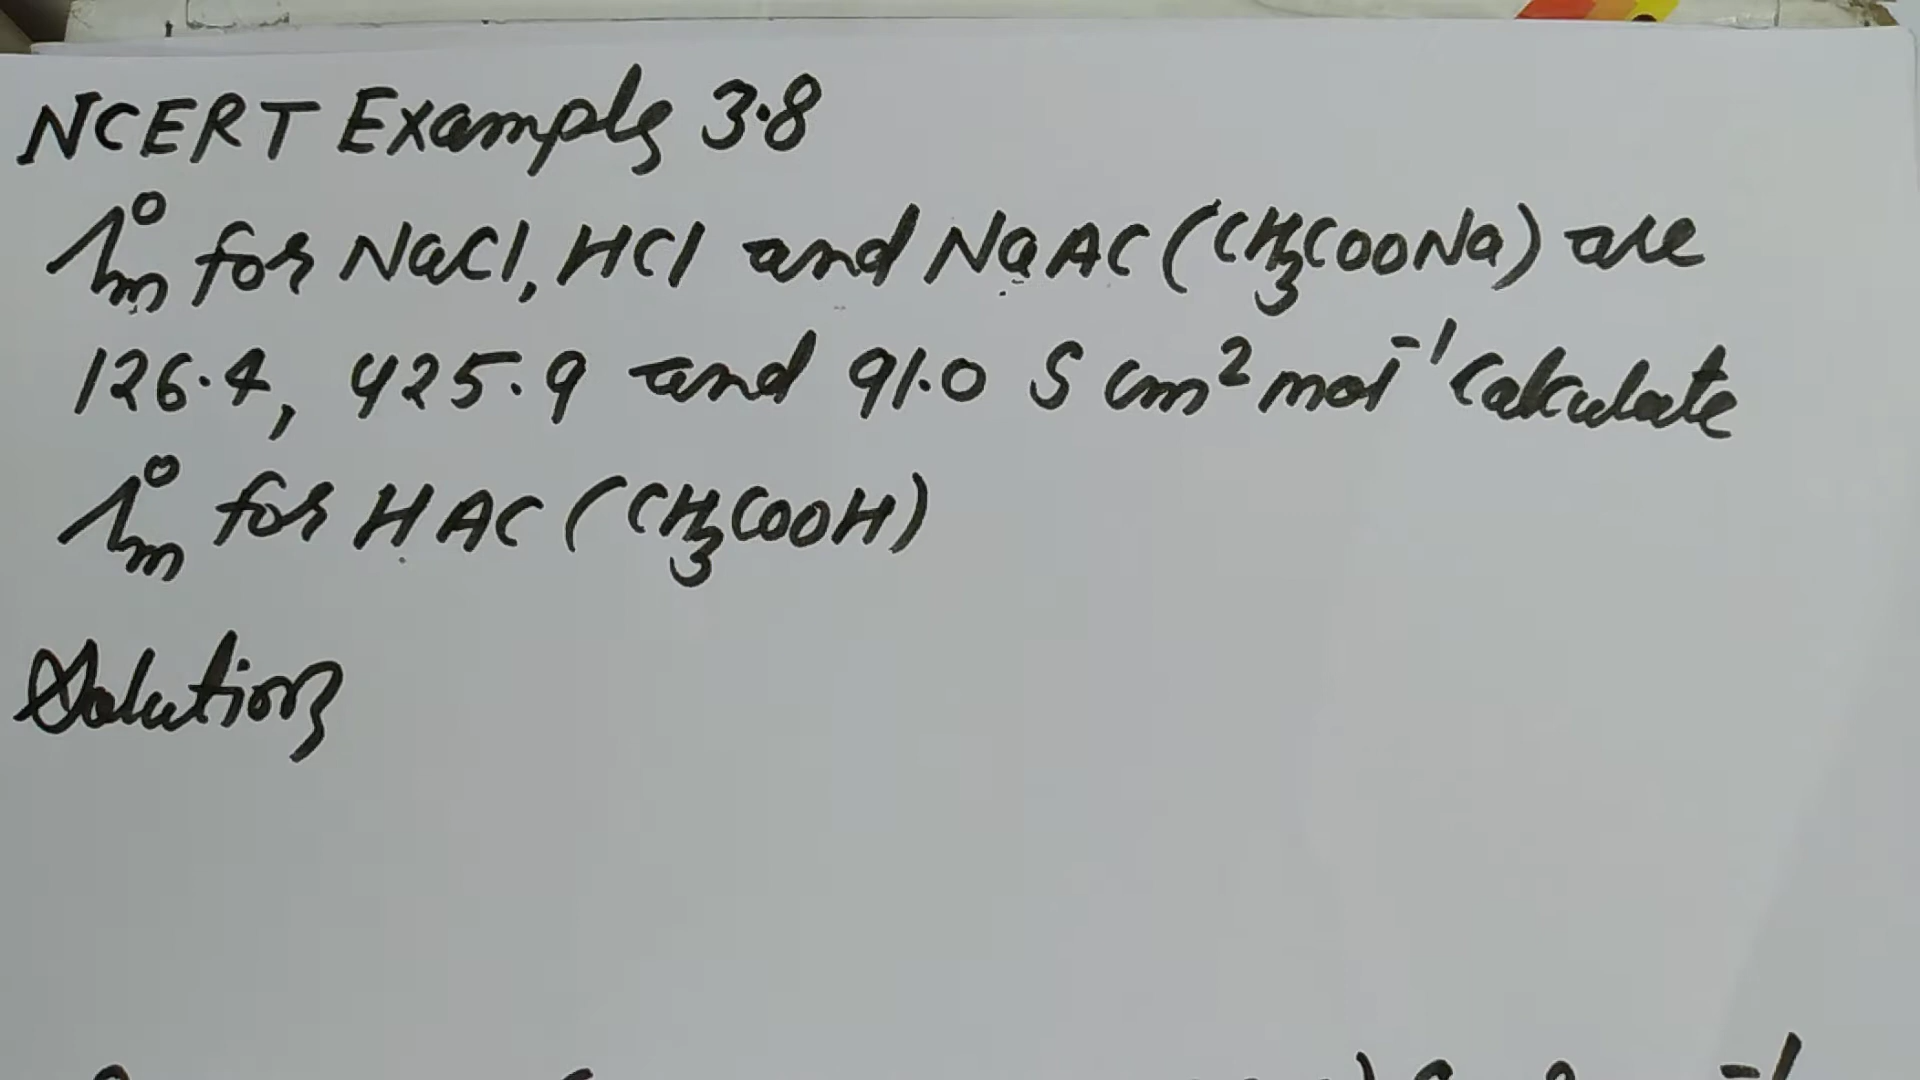 NCERT Example 3.8
Λ°m for NaCl, HCl and NaAC (CH₃COONa) are
126.4, 425.9 and 91.0 S cm² mol⁻¹ Calculate
Λ°m for HAC (CH₃COOH)
Solution